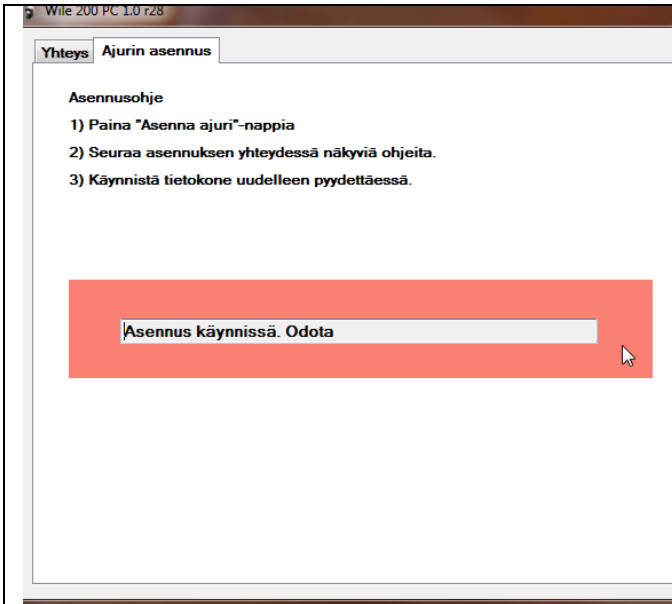 Wile 200 PC 1.0 r28
Yhteys
Ajurin asennus
Asennusohje
1) Paina "Asenna ajuri"-nappia
2) Seuraa asennuksen yhteydessä näkyviä ohjeita.
3) Käynnistä tietokone uudelleen pyydettäessä.
Asennus käynnissä. Odota